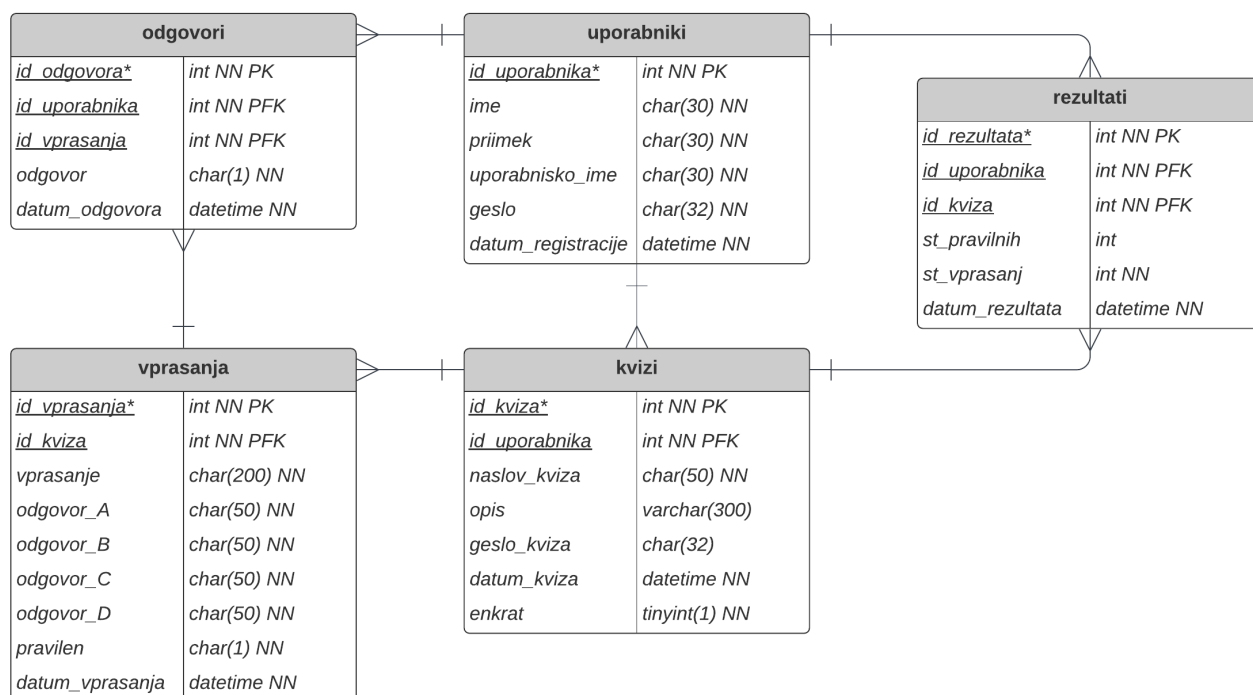 odgovori
id_odgovora* int NN PK
id_uporabnika int NN PFK
id_vprasanja int NN PFK
odgovor char(1) NN
datum_odgovora datetime NN
uporabniki
id_uporabnika* int NN PK
ime char(30) NN
priimek char(30) NN
uporabnisko_ime char(30) NN
geslo char(32) NN
datum_registracije datetime NN
rezultati
id_rezultata* int NN PK
id_uporabnika int NN PFK
id_kviza int NN PFK
st_pravilnih int
st_vprasanj int NN
datum_rezultata datetime NN
vprasanja
id_vprasanja* int NN PK
id_kviza int NN PFK
vprasanje char(200) NN
odgovor_A char(50) NN
odgovor_B char(50) NN
odgovor_C char(50) NN
odgovor_D char(50) NN
pravilen char(1) NN
datum_vprasanja datetime NN
kvizi
id_kviza* int NN PK
id_uporabnika int NN PFK
naslov_kviza char(50) NN
opis varchar(300)
geslo_kviza char(32)
datum_kviza datetime NN
enkrat tinyint(1) NN